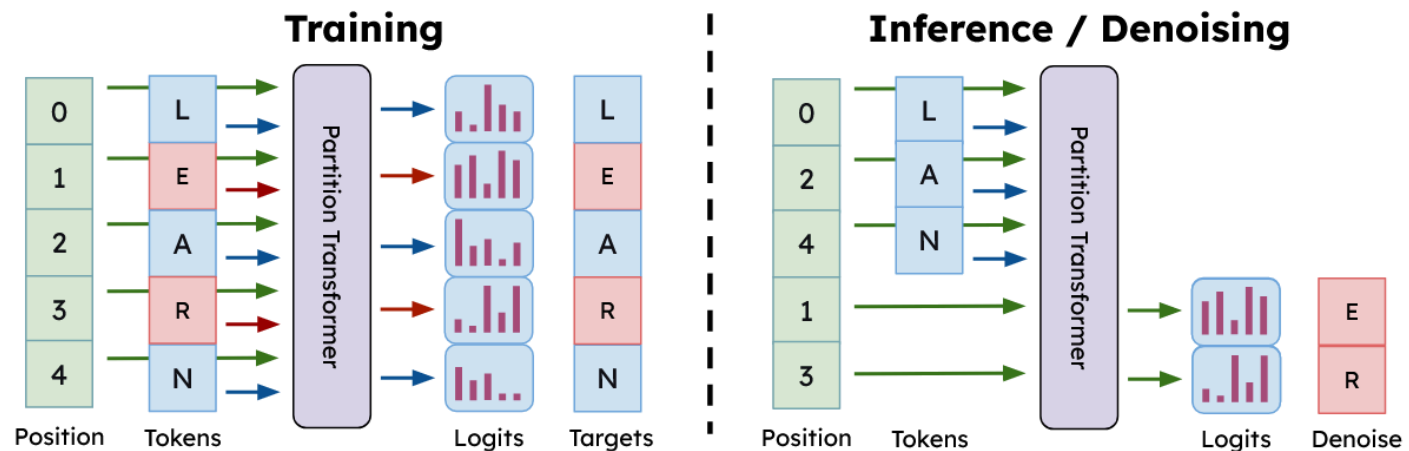 Training
0
L
L
1
E
E
2
A
A
3
R
R
4
N
N
Partition Transformer
Position
Tokens
Logits
Targets
Inference / Denoising
0
L
2
A
4
N
1
E
3
R
Partition Transformer
Position
Tokens
Logits
Denoise